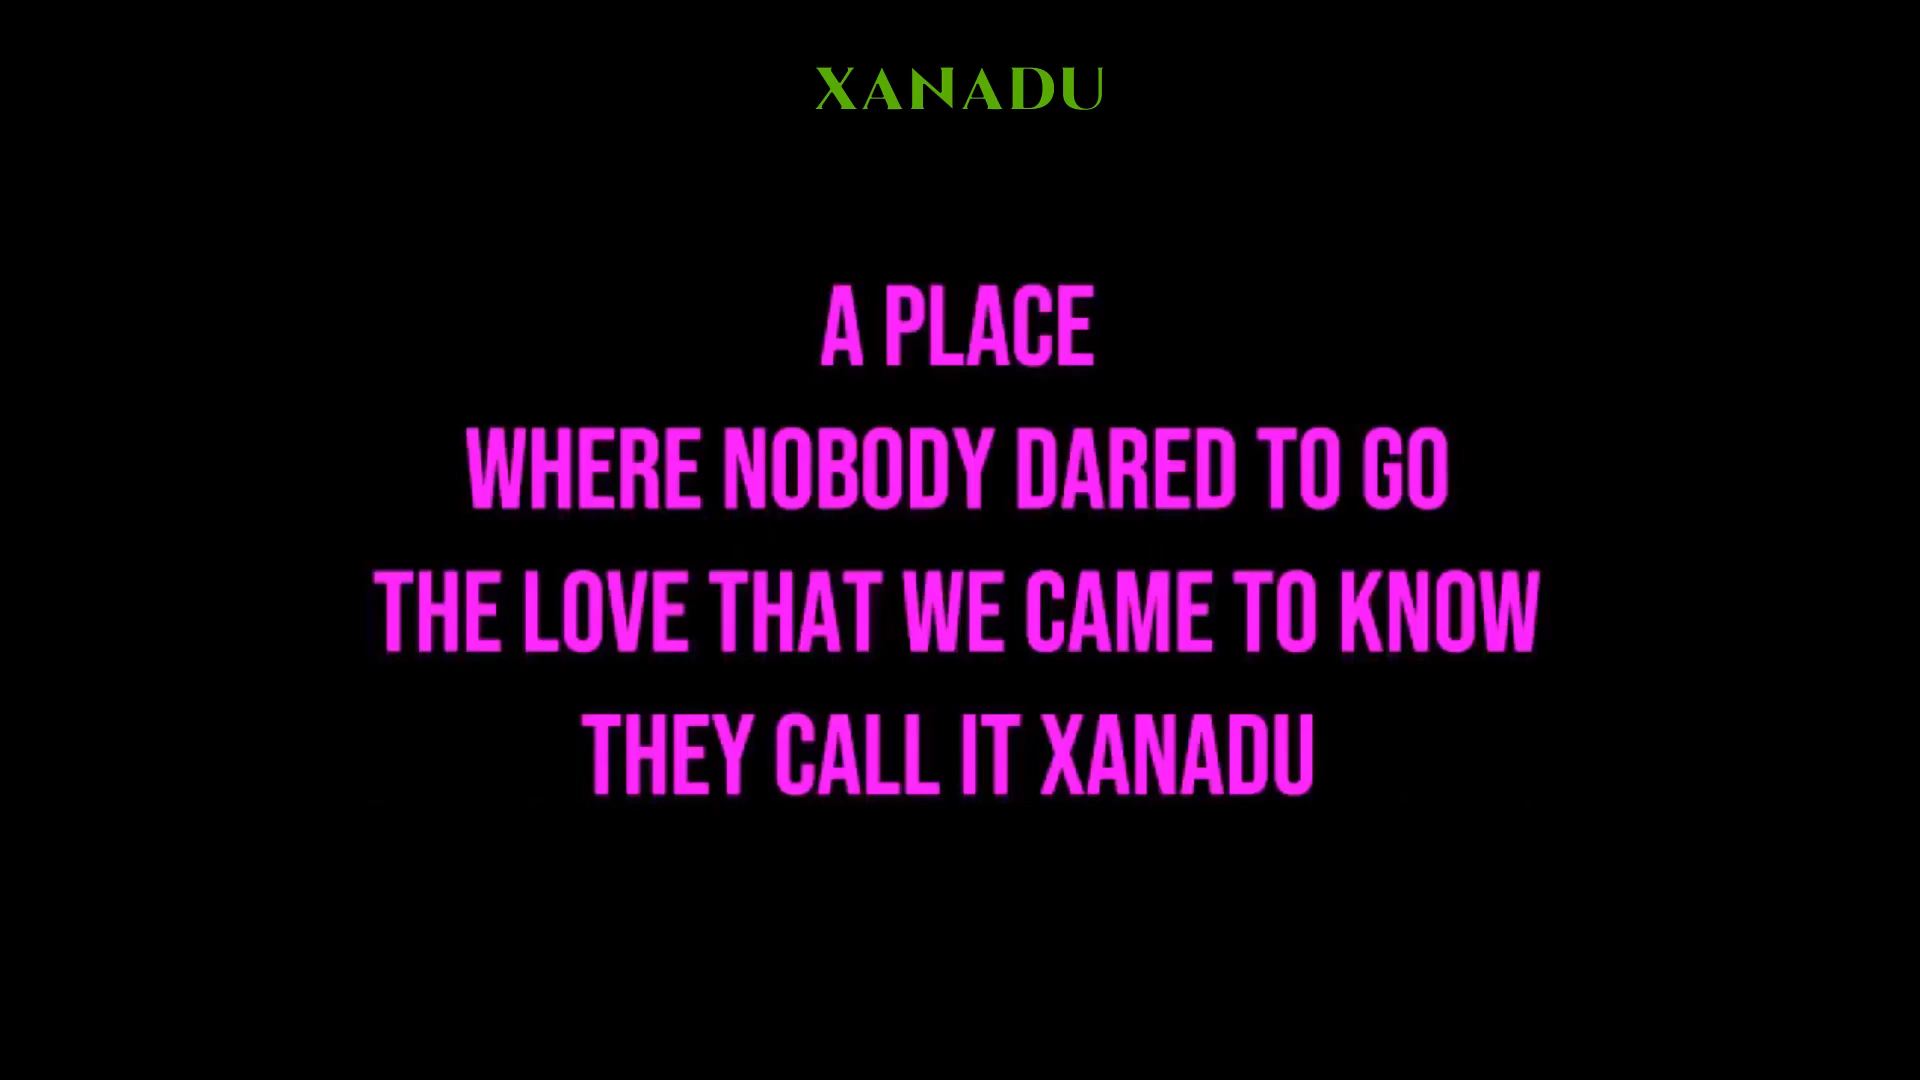 XANADU
A PLACE
WHERE NOBODY DARED TO GO
THE LOVE THAT WE CAME TO KNOW
THEY CALL IT XANADU